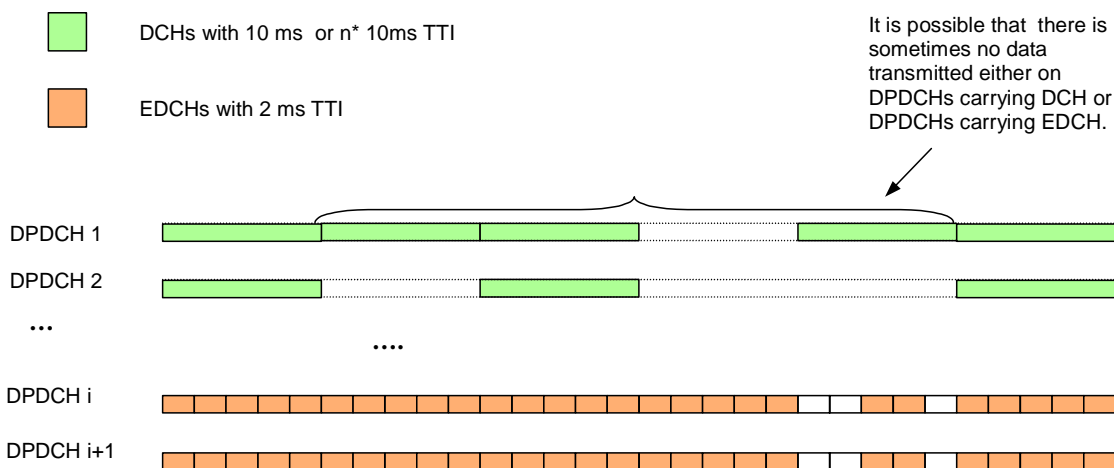 DCHs with 10 ms or n* 10ms TTI
EDCHs with 2 ms TTI
It is possible that there is
sometimes no data
transmitted either on
DPDCHs carrying DCH or
DPDCHs carrying EDCH.
DPDCH 1
DPDCH 2
...
....
DPDCH i
DPDCH i+1